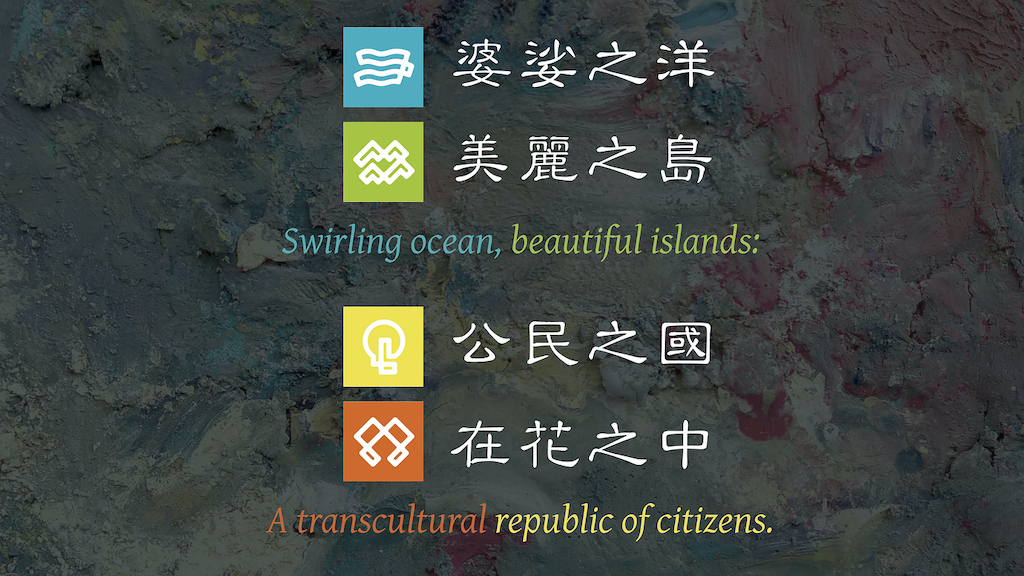 婆娑之洋
美麗之島
Swirling ocean, beautiful islands:
公民之國
在花之中
A transcultural republic of citizens.